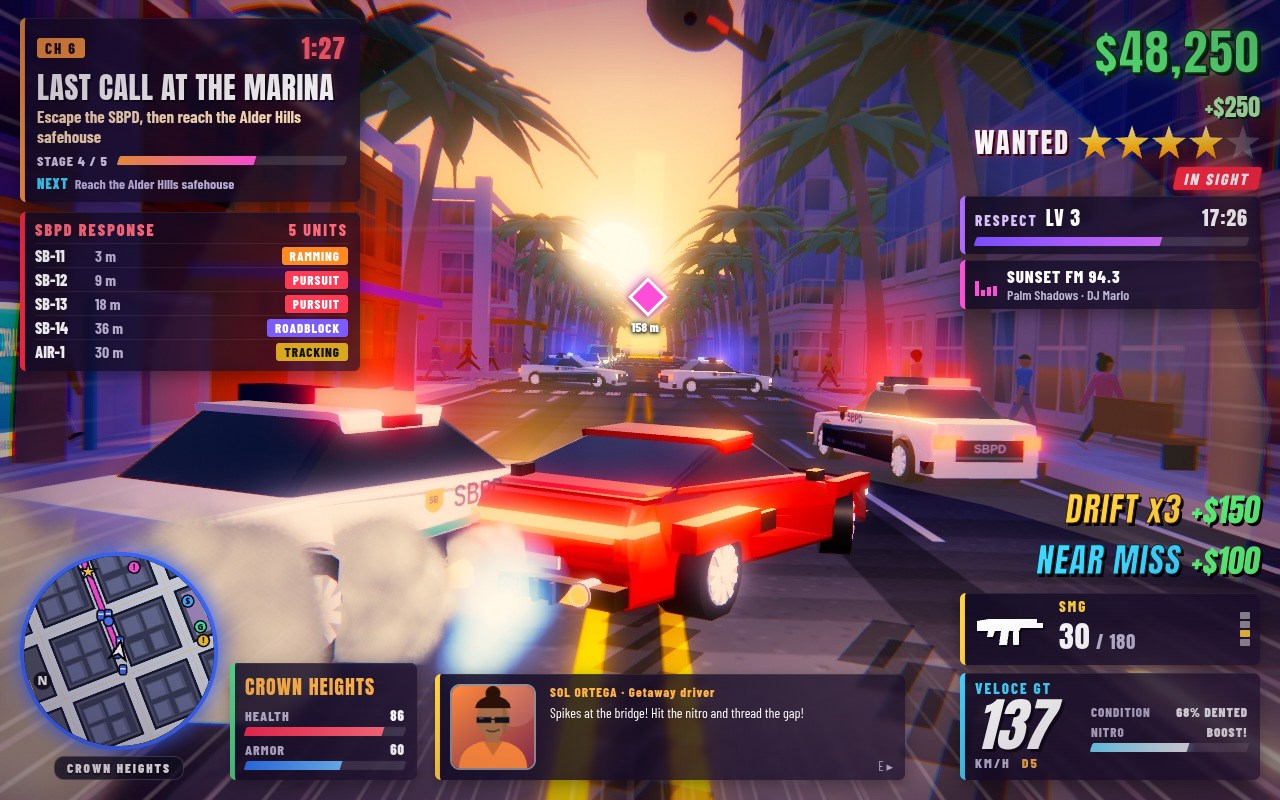 CH 6
1:27
LAST CALL AT THE MARINA
Escape the SBPD, then reach the Alder Hills
safehouse
STAGE 4 / 5
NEXT Reach the Alder Hills safehouse
SBPD RESPONSE 5 UNITS
SB-11 3 m RAMMING
SB-12 9 m PURSUIT
SB-13 18 m PURSUIT
SB-14 36 m ROADBLOCK
AIR-1 30 m TRACKING
$48,250
+$250
WANTED
IN SIGHT
RESPECT LV 3 17:26
SUNSET FM 94.3
Palm Shadows · DJ Marlo
158 m
SBPD
SBPD
SB
SBPD
DRIFT x3 +$150
NEAR MISS +$100
SMG
30 / 180
VELOCE GT
137
KM/H D5
CONDITION 68% DENTED
NITRO BOOST!
N
CROWN HEIGHTS
CROWN HEIGHTS
HEALTH 86
ARMOR 60
SOL ORTEGA · Getaway driver
Spikes at the bridge! Hit the nitro and thread the gap!
E ▸